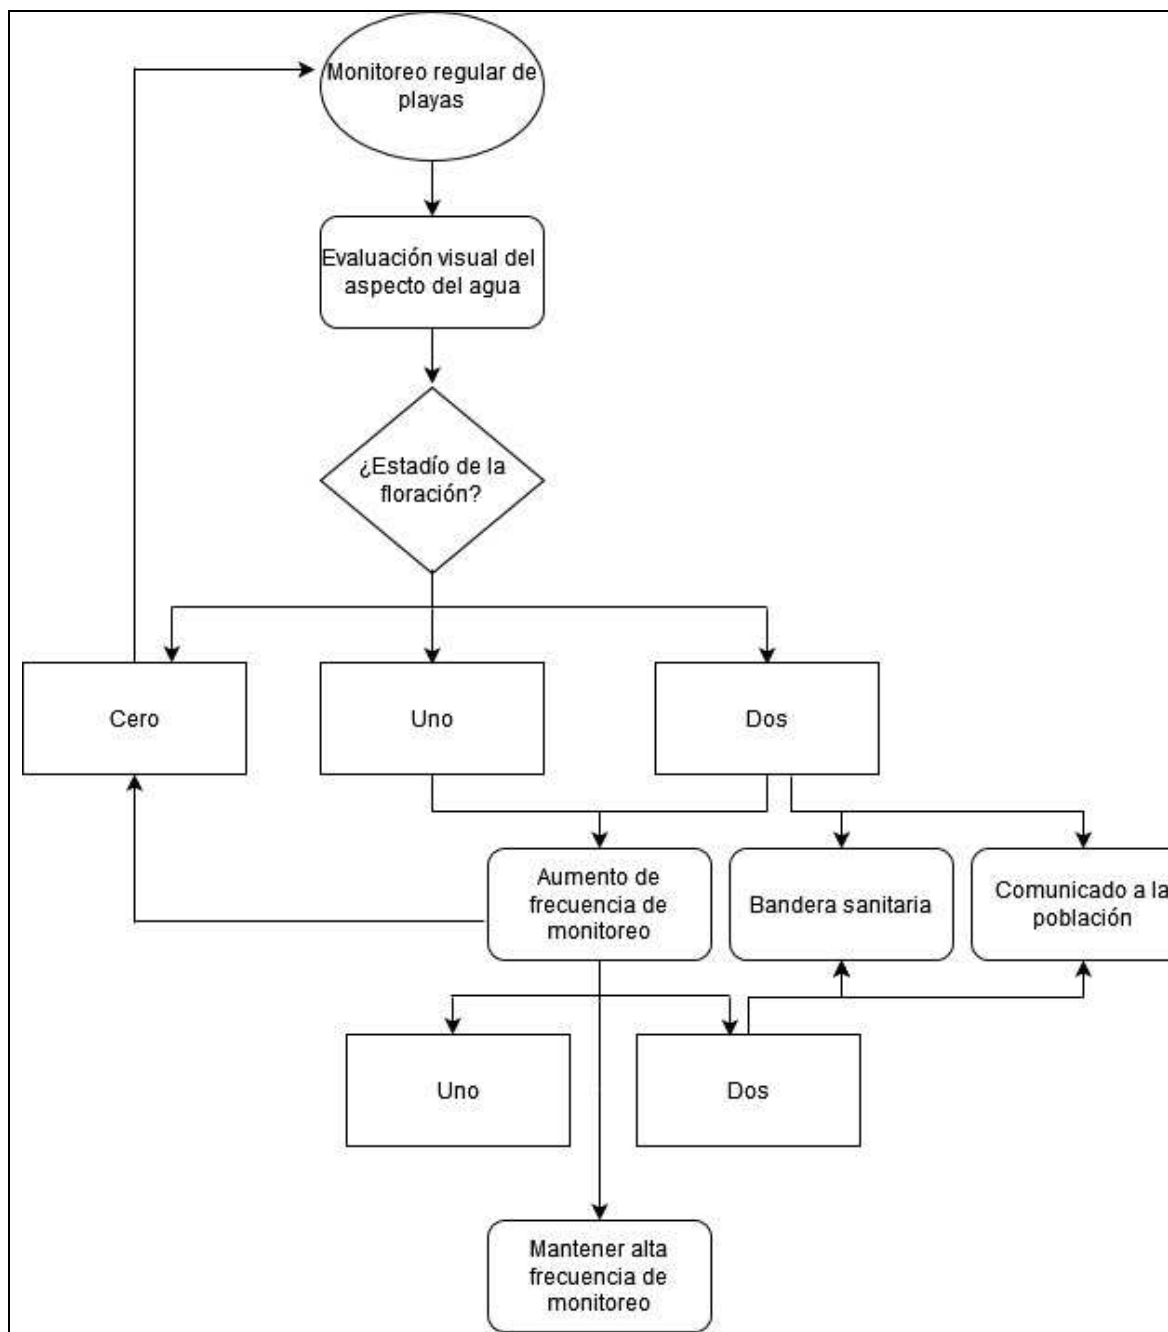 Monitoreo regular de
playas
Evaluación visual del
aspecto del agua
¿Estadío de la
floración?
Cero
Uno
Dos
Aumento de
frecuencia de
monitoreo
Bandera sanitaria
Comunicado a la
población
Uno
Dos
Mantener alta
frecuencia de
monitoreo